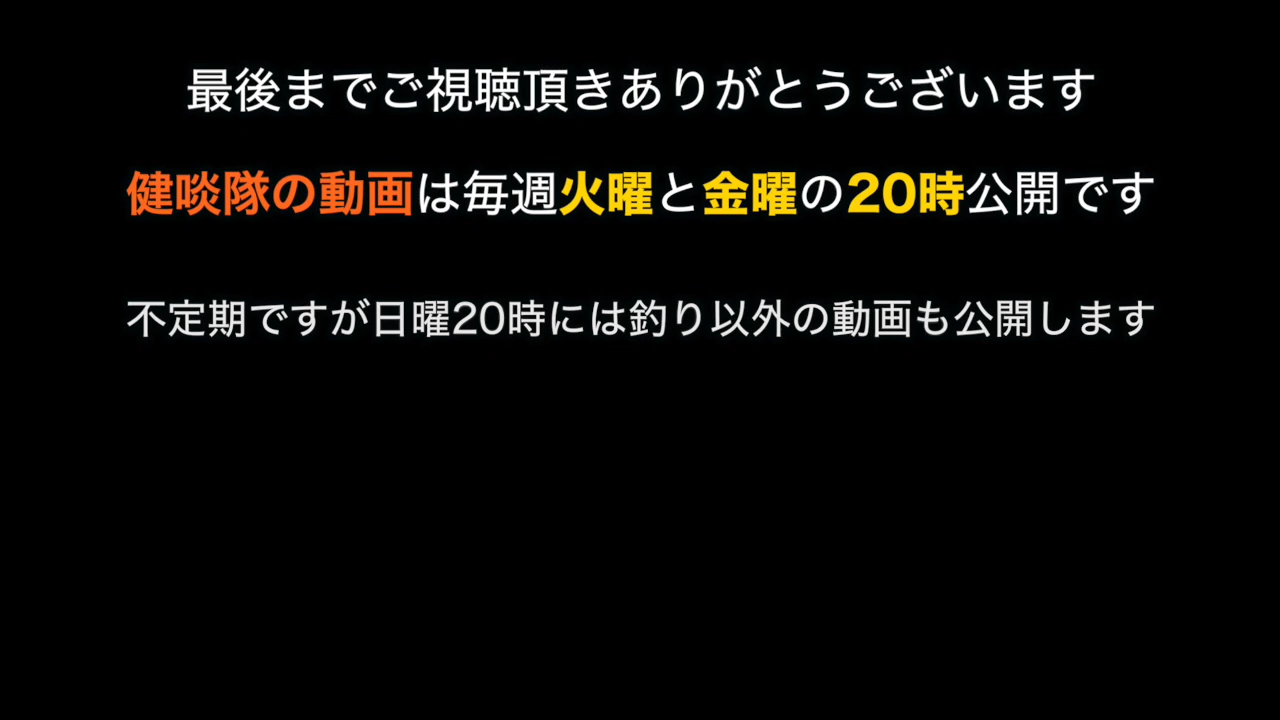 最後までご視聴頂きありがとうございます
健啖隊の動画は毎週火曜と金曜の20時公開です
不定期ですが日曜20時には釣り以外の動画も公開します